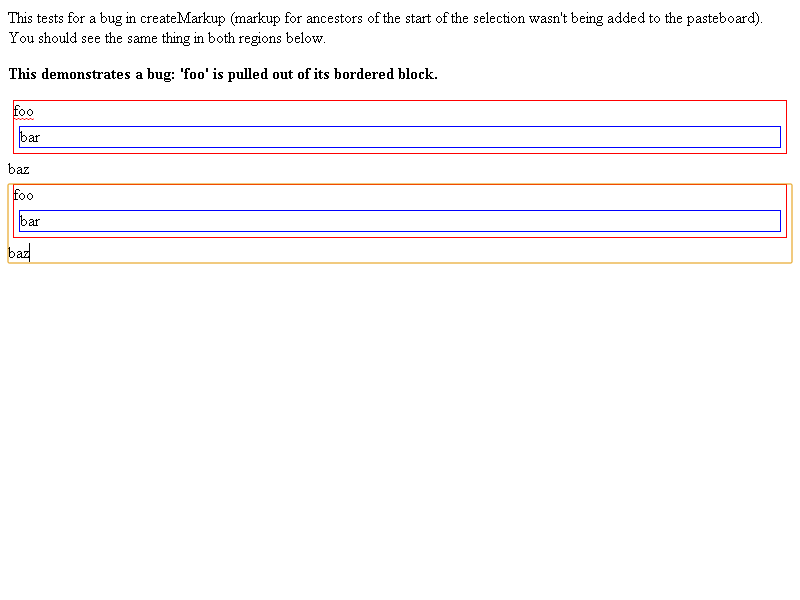 This tests for a bug in createMarkup (markup for ancestors of the start of the selection wasn't being added to the pasteboard).
You should see the same thing in both regions below.
This demonstrates a bug: 'foo' is pulled out of its bordered block.
foo
bar
baz
foo
bar
baz